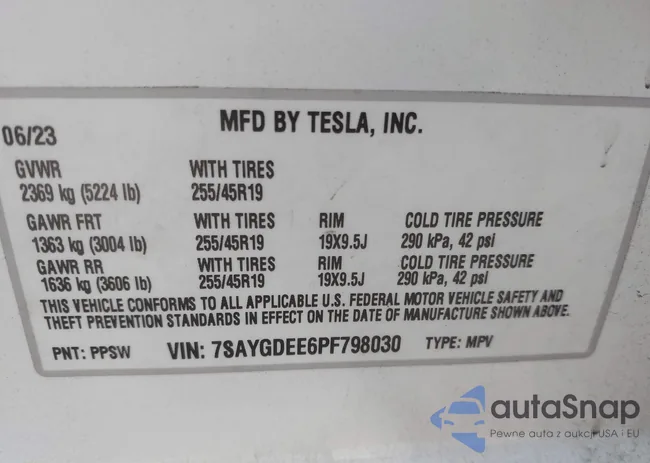 06/23 MFD BY TESLA, INC.
GVWR WITH TIRES
2369 kg (5224 lb) 255/45R19
GAWR FRT WITH TIRES RIM COLD TIRE PRESSURE
1363 kg (3004 lb) 255/45R19 19X9.5J 290 kPa, 42 psi
GAWR RR WITH TIRES RIM COLD TIRE PRESSURE
1636 kg (3606 lb) 255/45R19 19X9.5J 290 kPa, 42 psi
THIS VEHICLE CONFORMS TO ALL APPLICABLE U.S. FEDERAL MOTOR VEHICLE SAFETY AND
THEFT PREVENTION STANDARDS IN EFFECT ON THE DATE OF MANUFACTURE SHOWN ABOVE.
PNT: PPSW VIN: 7SAYGDEE6PF798030 TYPE: MPV
autaSnap
Pewne auta z aukcji USA i EU